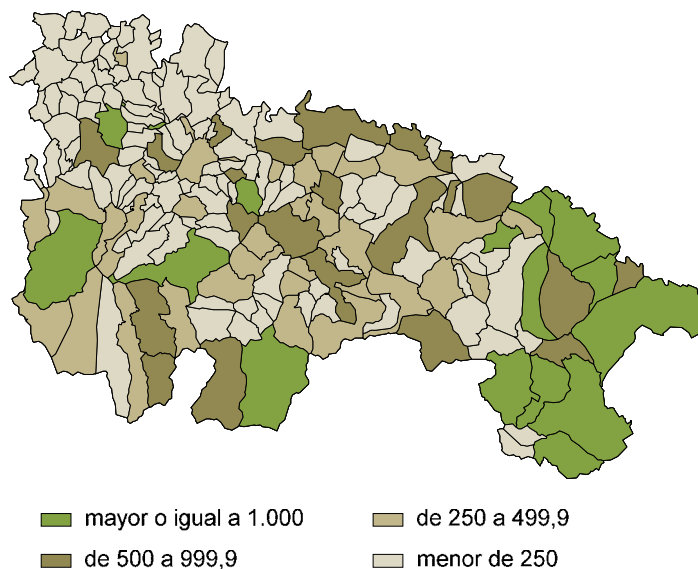 mayor o igual a 1.000
de 250 a 499,9
de 500 a 999,9
menor de 250